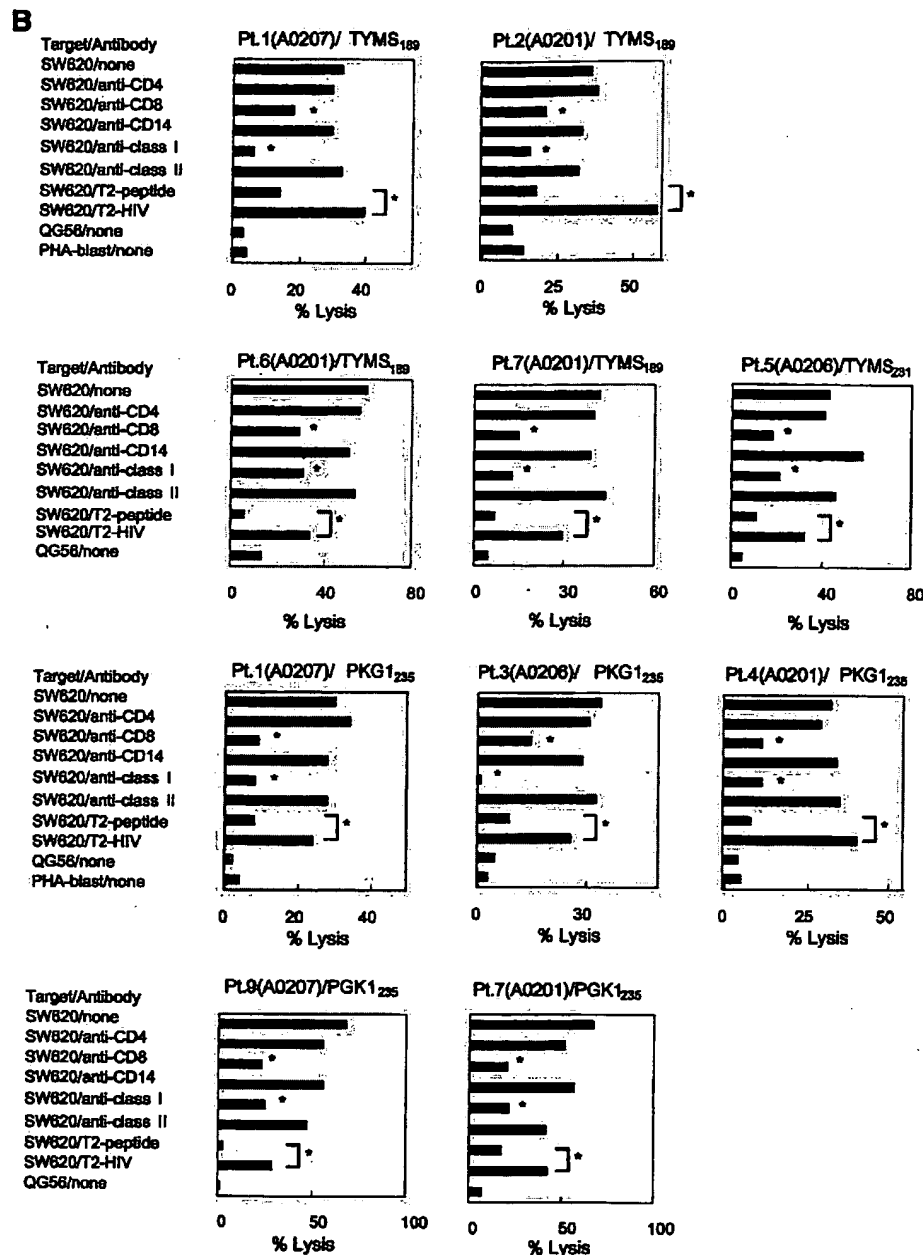 B
Pt.1(A0207)/ TYMS189
Pt.2(A0201)/ TYMS189
Target/Antibody
SW620/none
SW620/anti-CD4
SW620/anti-CD8
SW620/anti-CD14
SW620/anti-class I
SW620/anti-class II
SW620/T2-peptide
SW620/T2-HIV
QG56/none
PHA-blast/none
* * * * * *
0 20 40
0 25 50
% Lysis
% Lysis
Target/Antibody
Pt.6(A0201)/TYMS189
Pt.7(A0201)/TYMS189
Pt.5(A0206)/TYMS231
SW620/none
SW620/anti-CD4
SW620/anti-CD8
SW620/anti-CD14
SW620/anti-class I
SW620/anti-class II
SW620/T2-peptide
SW620/T2-HIV
QG56/none
* * * * * * * * *
0 40 80
0 30 60
0 40 80
% Lysis
% Lysis
% Lysis
Target/Antibody
Pt.1(A0207)/ PKG1235
Pt.3(A0206)/ PKG1235
Pt.4(A0201)/ PKG1235
SW620/none
SW620/anti-CD4
SW620/anti-CD8
SW620/anti-CD14
SW620/anti-class I
SW620/anti-class II
SW620/T2-peptide
SW620/T2-HIV
QG56/none
PHA-blast/none
* * * * * * * * *
0 20 40
0 30
0 25 50
% Lysis
% Lysis
% Lysis
Target/Antibody
Pt.9(A0207)/PGK1235
Pt.7(A0201)/PGK1235
SW620/none
SW620/anti-CD4
SW620/anti-CD8
SW620/anti-CD14
SW620/anti-class I
SW620/anti-class II
SW620/T2-peptide
SW620/T2-HIV
QG56/none
* * * * * *
0 50 100
0 50 100
% Lysis
% Lysis